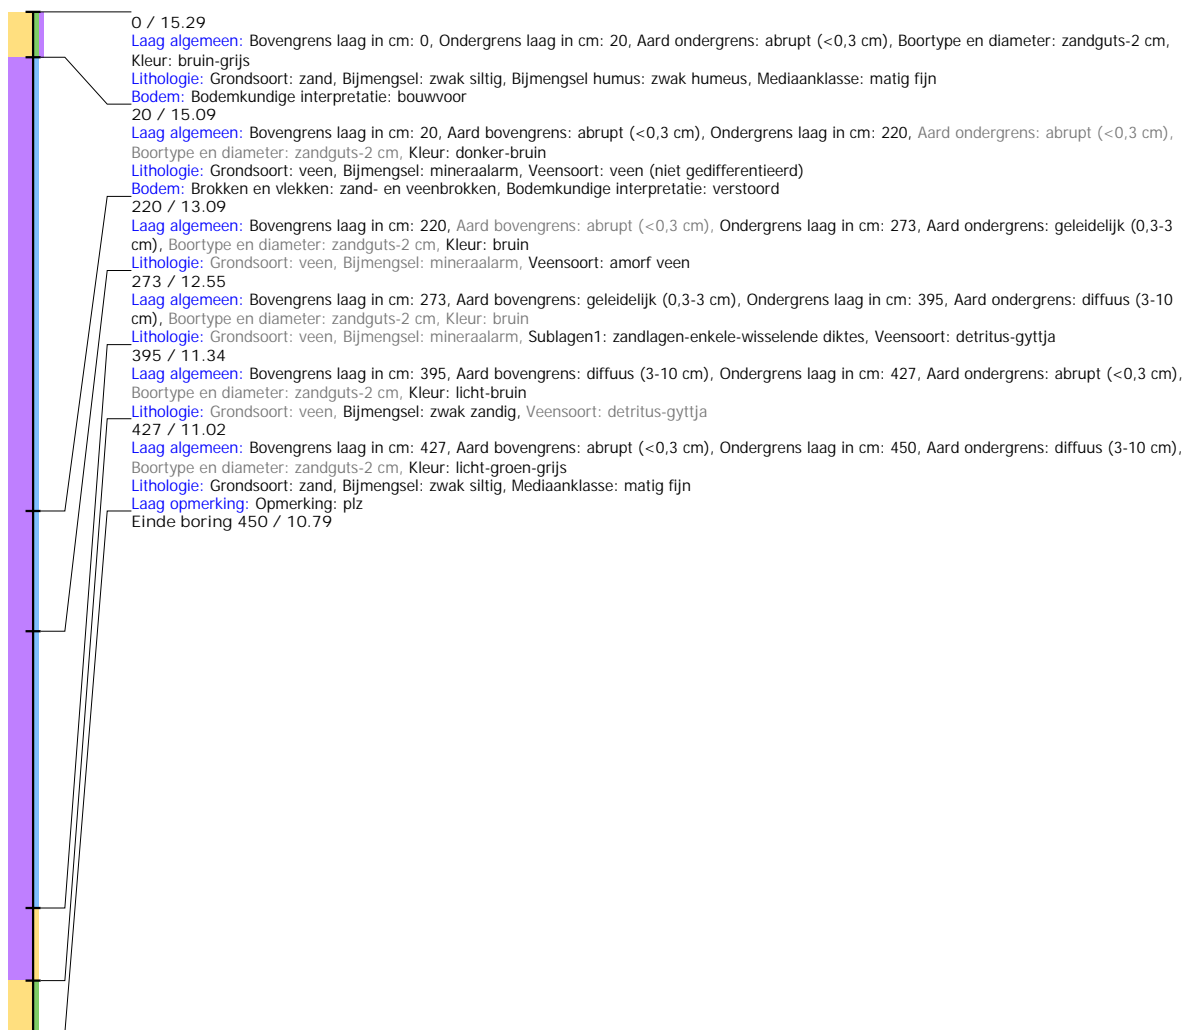 0 / 15.29
Laag algemeen: Bovengrens laag in cm: 0, Ondergrens laag in cm: 20, Aard ondergrens: abrupt (<0,3 cm), Boortype en diameter: zandguts-2 cm,
Kleur: bruin-grijs
Lithologie: Grondsoort: zand, Bijmengsel: zwak siltig, Bijmengsel humus: zwak humeus, Mediaanklasse: matig fijn
Bodem: Bodemkundige interpretatie: bouwvoor
20 / 15.09
Laag algemeen: Bovengrens laag in cm: 20, Aard bovengrens: abrupt (<0,3 cm), Ondergrens laag in cm: 220, Aard ondergrens: abrupt (<0,3 cm),
Boortype en diameter: zandguts-2 cm, Kleur: donker-bruin
Lithologie: Grondsoort: veen, Bijmengsel: mineraalarm, Veensoort: veen (niet gedifferentieerd)
Bodem: Brokken en vlekken: zand- en veenbrokken, Bodemkundige interpretatie: verstoord
220 / 13.09
Laag algemeen: Bovengrens laag in cm: 220, Aard bovengrens: abrupt (<0,3 cm), Ondergrens laag in cm: 273, Aard ondergrens: geleidelijk (0,3-3
cm), Boortype en diameter: zandguts-2 cm, Kleur: bruin
Lithologie: Grondsoort: veen, Bijmengsel: mineraalarm, Veensoort: amorf veen
273 / 12.55
Laag algemeen: Bovengrens laag in cm: 273, Aard bovengrens: geleidelijk (0,3-3 cm), Ondergrens laag in cm: 395, Aard ondergrens: diffuus (3-10
cm), Boortype en diameter: zandguts-2 cm, Kleur: bruin
Lithologie: Grondsoort: veen, Bijmengsel: mineraalarm, Sublagen1: zandlagen-enkele-wisselende diktes, Veensoort: detritus-gyttja
395 / 11.34
Laag algemeen: Bovengrens laag in cm: 395, Aard bovengrens: diffuus (3-10 cm), Ondergrens laag in cm: 427, Aard ondergrens: abrupt (<0,3 cm),
Boortype en diameter: zandguts-2 cm, Kleur: licht-bruin
Lithologie: Grondsoort: veen, Bijmengsel: zwak zandig, Veensoort: detritus-gyttja
427 / 11.02
Laag algemeen: Bovengrens laag in cm: 427, Aard bovengrens: abrupt (<0,3 cm), Ondergrens laag in cm: 450, Aard ondergrens: diffuus (3-10 cm),
Boortype en diameter: zandguts-2 cm, Kleur: licht-groen-grijs
Lithologie: Grondsoort: zand, Bijmengsel: zwak siltig, Mediaanklasse: matig fijn
Laag opmerking: Opmerking: plz
Einde boring 450 / 10.79